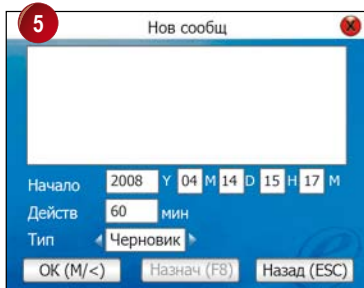 5
Нов сообщ
Начало 2008 Y 04 M 14 D 15 H 17 M
Действ 60 мин
Тип Черновик
OK (M/<) Назнач (F8) Назад (ESC)